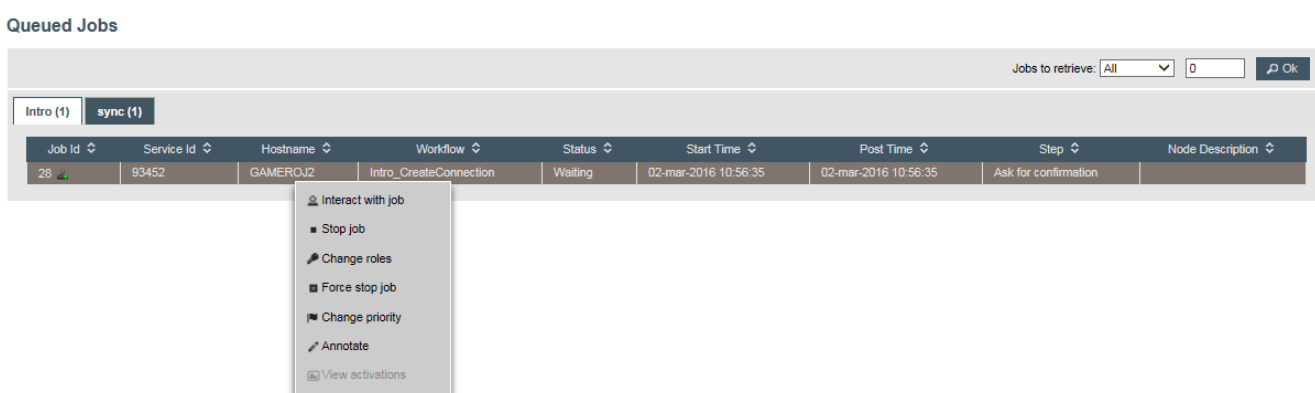 Queued Jobs
Jobs to retrieve: All 0 Ok
Intro (1) sync (1)
Job Id Service Id Hostname Workflow Status Start Time Post Time Step Node Description
28 93452 GAMEROJ2 Intro_CreateConnection Waiting 02-mar-2016 10:56:35 02-mar-2016 10:56:35 Ask for confirmation
Interact with job
Stop job
Change roles
Force stop job
Change priority
Annotate
View activations